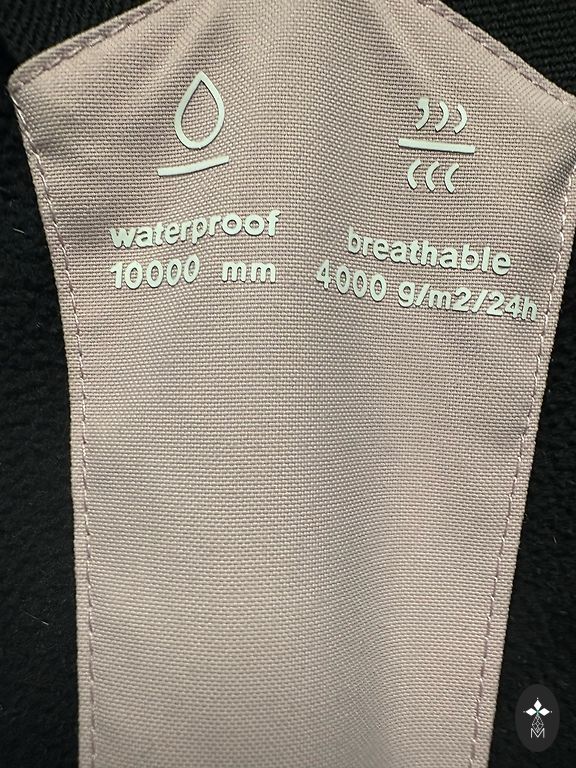 waterproof
10000 mm
breathable
4000 g/m2/24h